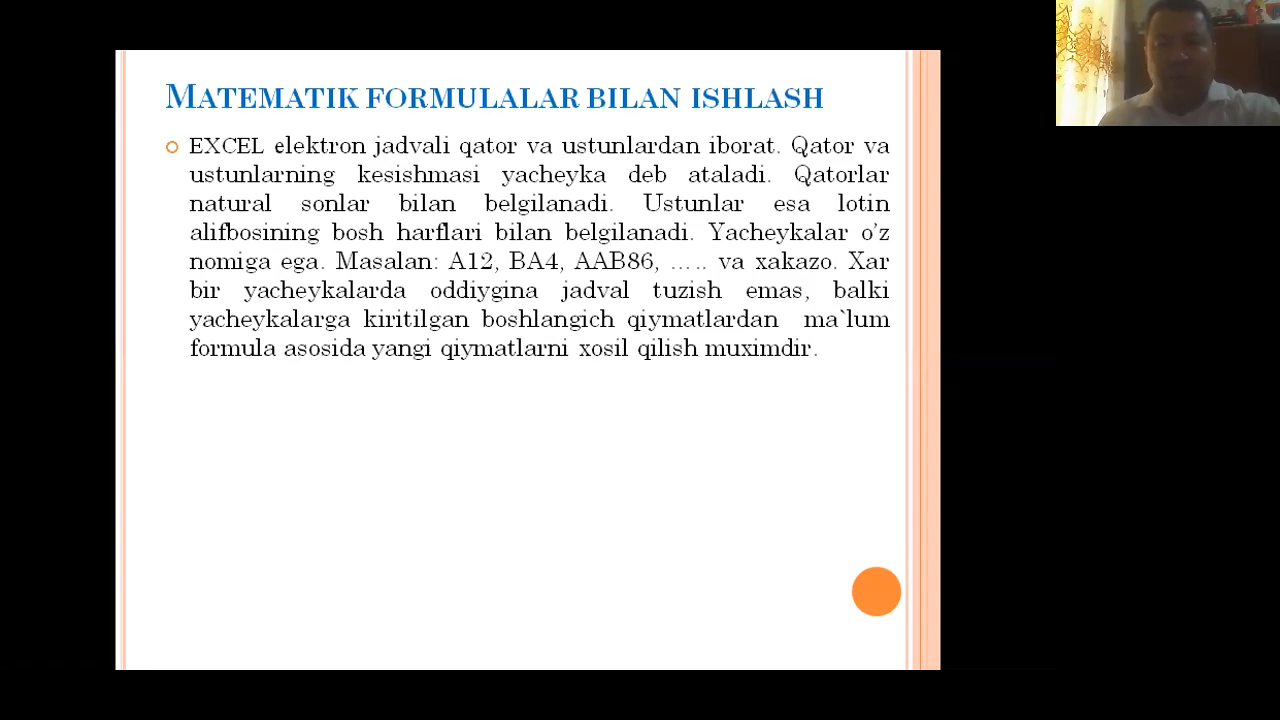 MATEMATIK FORMULALAR BILAN ISHLASH
EXCEL elektron jadvali qator va ustunlardan iborat. Qator va
ustunlarning kesishmasi yacheyka deb ataladi. Qatorlar
natural sonlar bilan belgilanadi. Ustunlar esa lotin
alifbosining bosh harflari bilan belgilanadi. Yacheykalar o’z
nomiga ega. Masalan: A12, BA4, AAB86, ….. va xakazo. Xar
bir yacheykalarda oddiygina jadval tuzish emas, balki
yacheykalarga kiritilgan boshlangich qiymatlardan ma`lum
formula asosida yangi qiymatlarni xosil qilish muximdir.